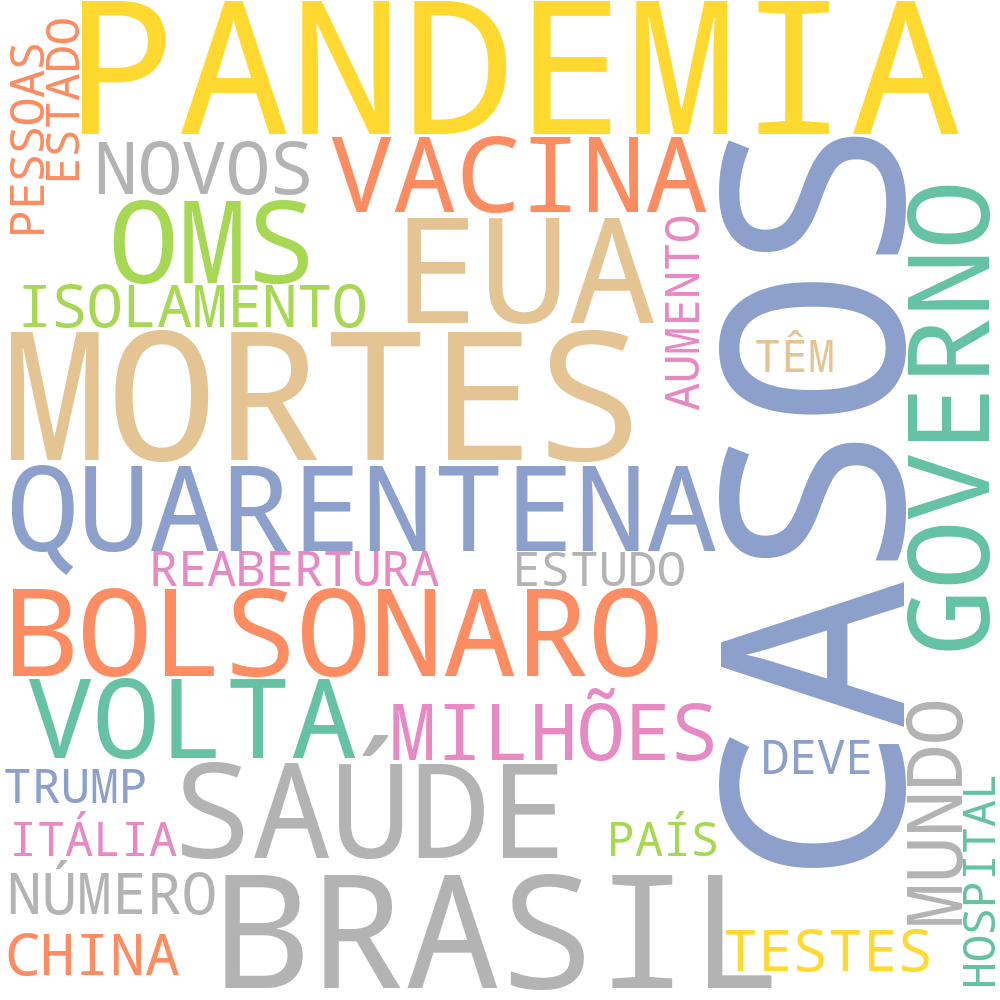 PANDEMIA
PESSOAS
ESTADO
NOVOS
VACINA
CASOS
OMS
EUA
GOVERNO
AUMENTO
ISOLAMENTO
MORTES
TÊM
QUARENTENA
REABERTURA
ESTUDO
BOLSONARO
VOLTA
MILHÕES
DEVE
MUNDO
TRUMP
SAÚDE
HOSPITAL
ITÁLIA
PAÍS
NÚMERO
BRASIL
CHINA
TESTES